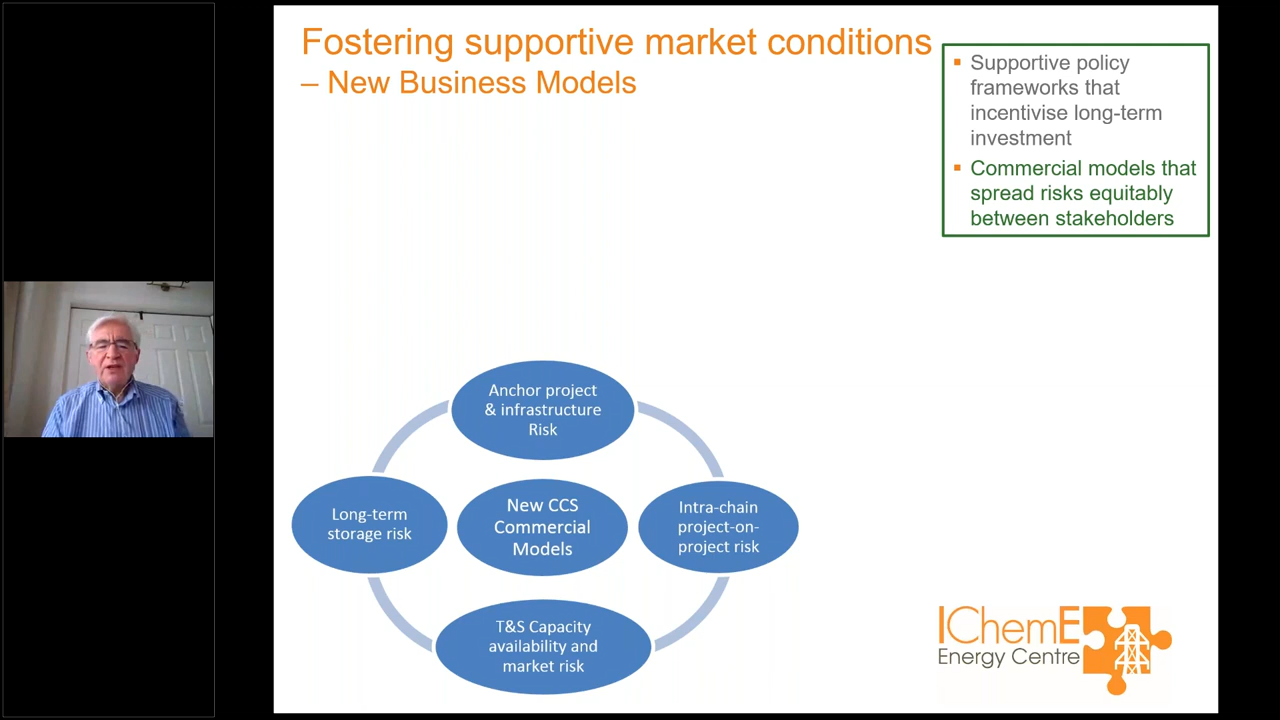 Fostering supportive market conditions
– New Business Models
▪ Supportive policy
frameworks that
incentivise long-term
investment
▪ Commercial models that
spread risks equitably
between stakeholders
Anchor project
& infrastructure
Risk
Long-term
storage risk
New CCS
Commercial
Models
Intra-chain
project-on-
project risk
T&S Capacity
availability and
market risk
IChemE
Energy Centre